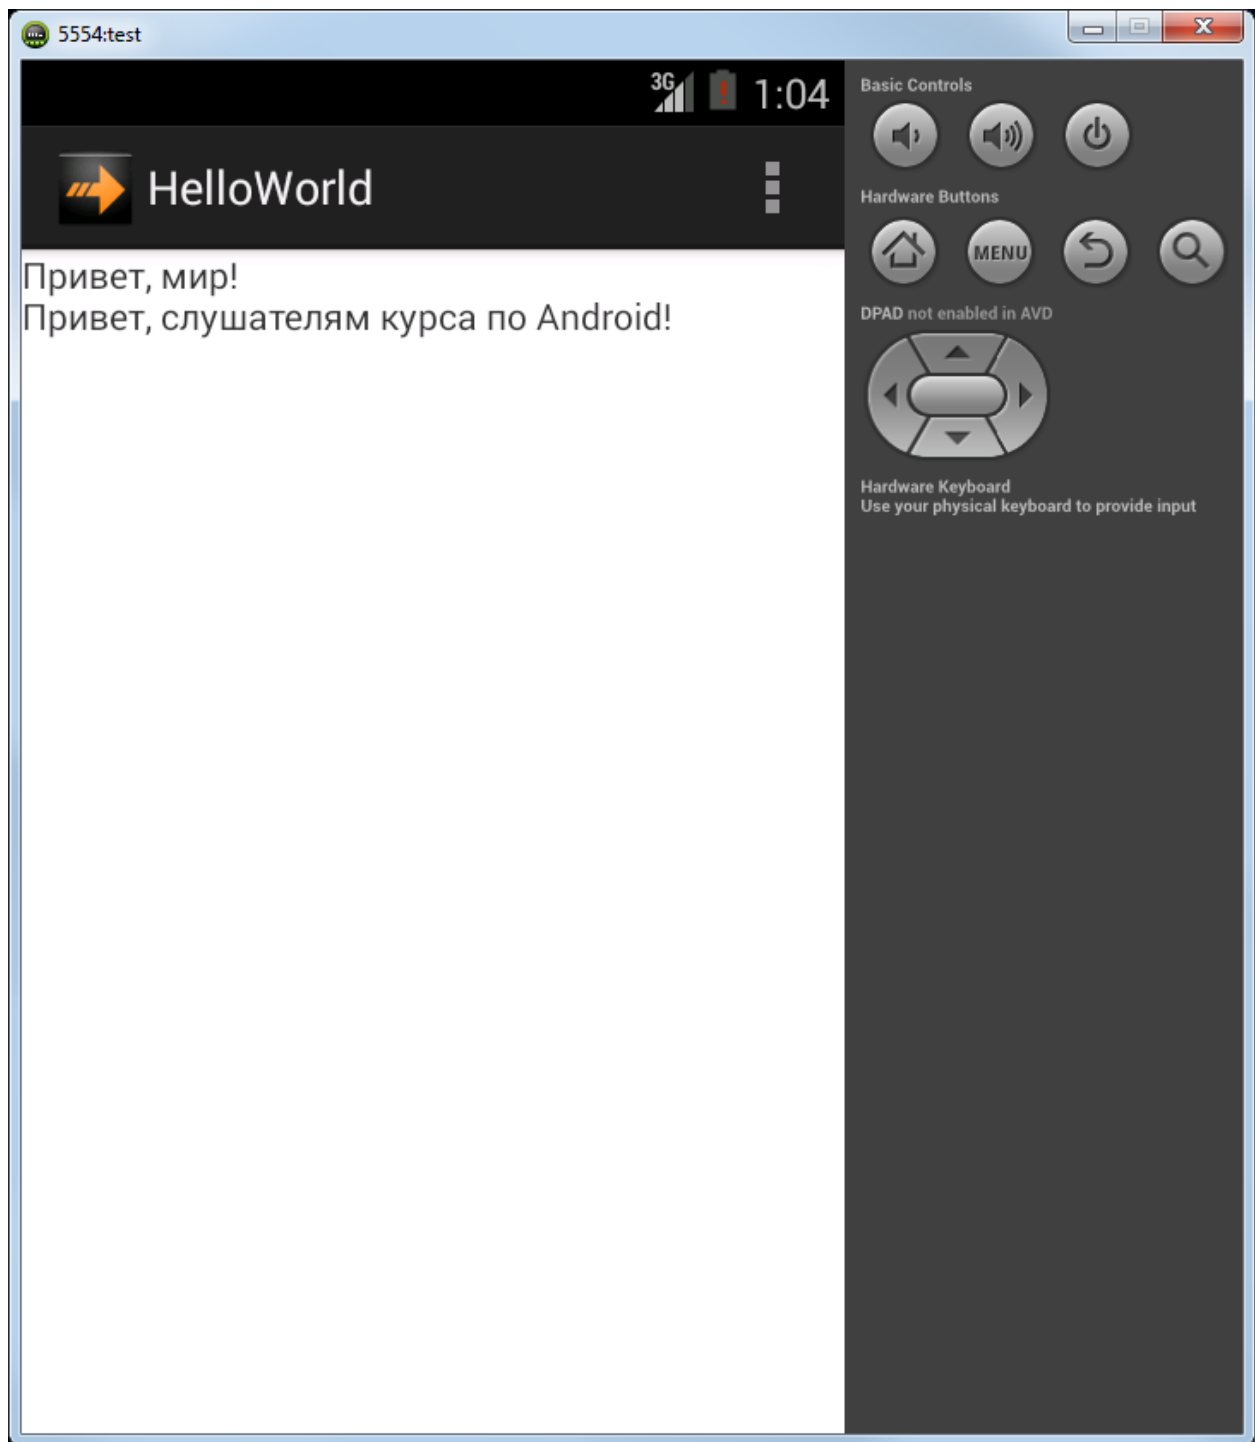 5554:test
3G 1:04
HelloWorld
Привет, мир!
Привет, слушателям курса по Android!
Basic Controls
Hardware Buttons
MENU
DPAD not enabled in AVD
Hardware Keyboard
Use your physical keyboard to provide input